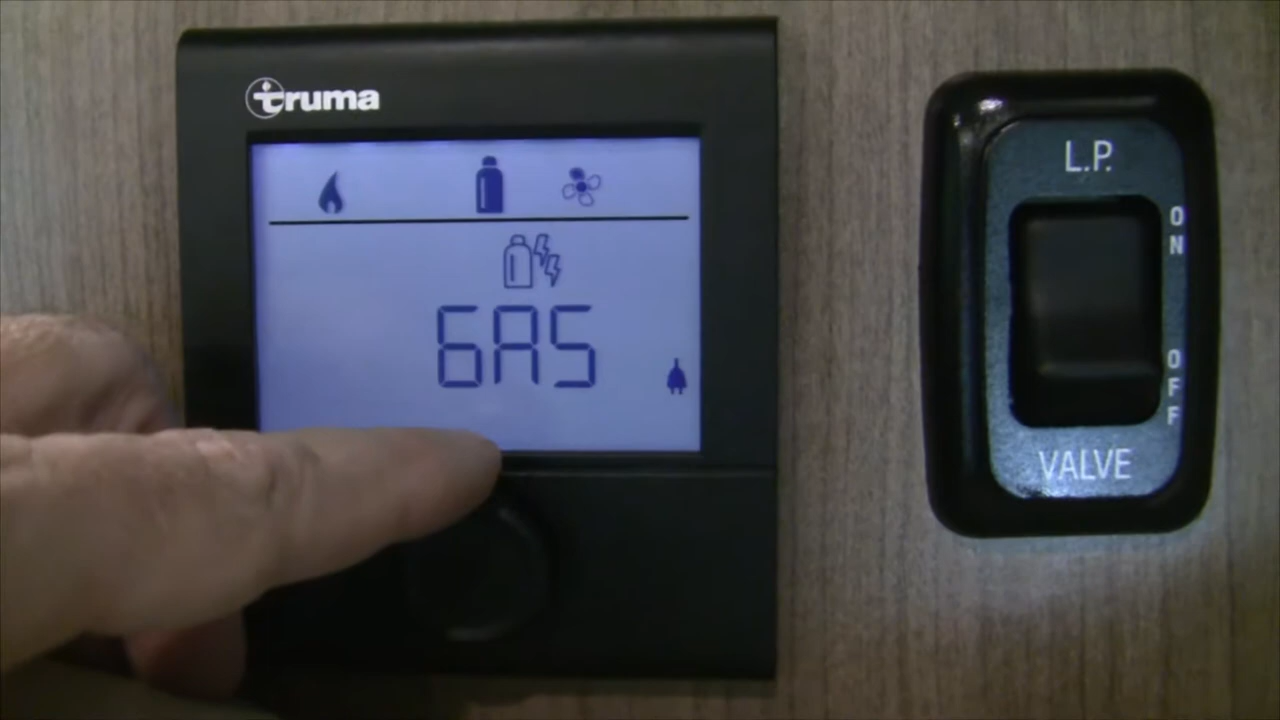 truma
GAS
L.P.
ON
OFF
VALVE